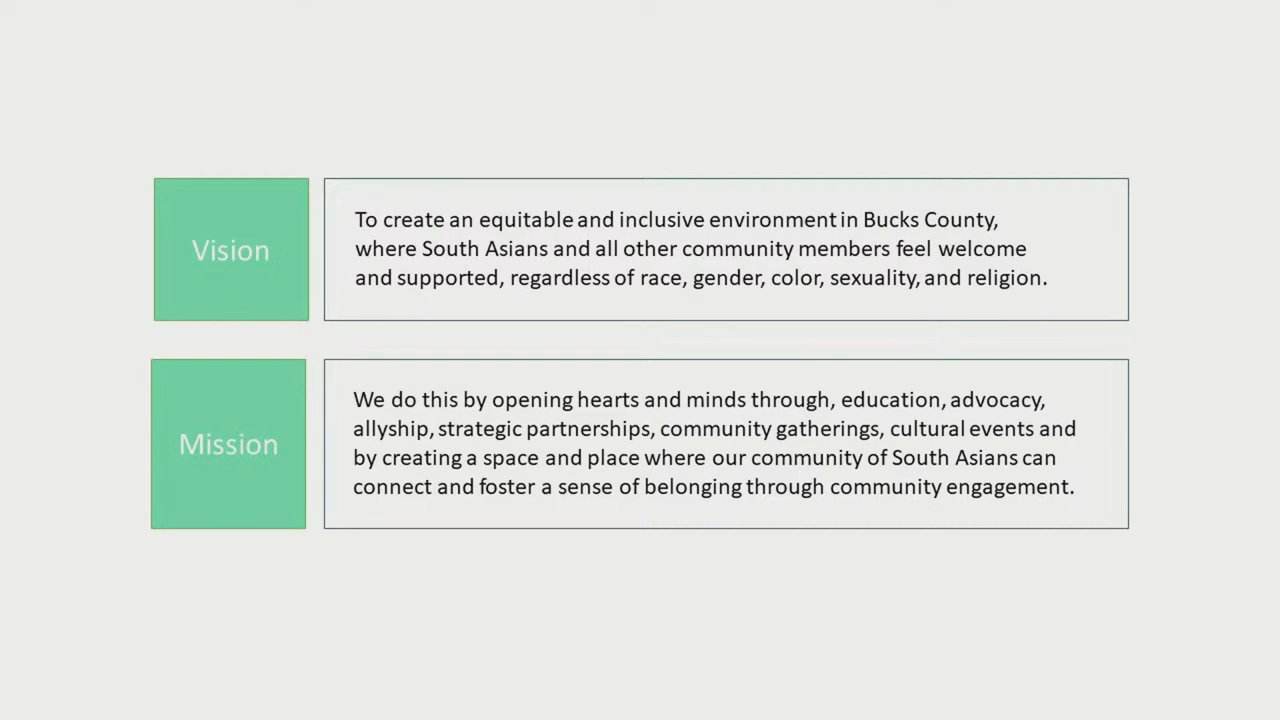 Vision
To create an equitable and inclusive environment in Bucks County,
where South Asians and all other community members feel welcome
and supported, regardless of race, gender, color, sexuality, and religion.
Mission
We do this by opening hearts and minds through, education, advocacy,
allyship, strategic partnerships, community gatherings, cultural events and
by creating a space and place where our community of South Asians can
connect and foster a sense of belonging through community engagement.